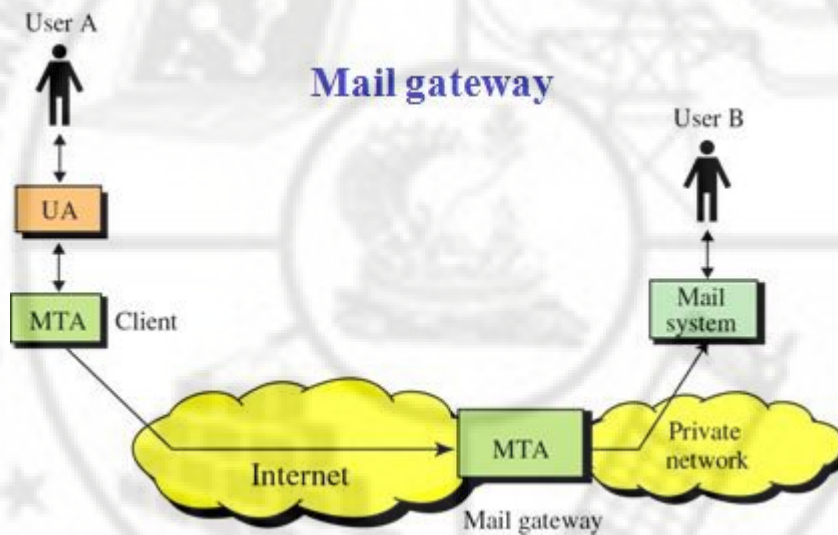 User A
Mail gateway
User B
UA
MTA
Client
Mail
system
Internet
MTA
Private
network
Mail gateway